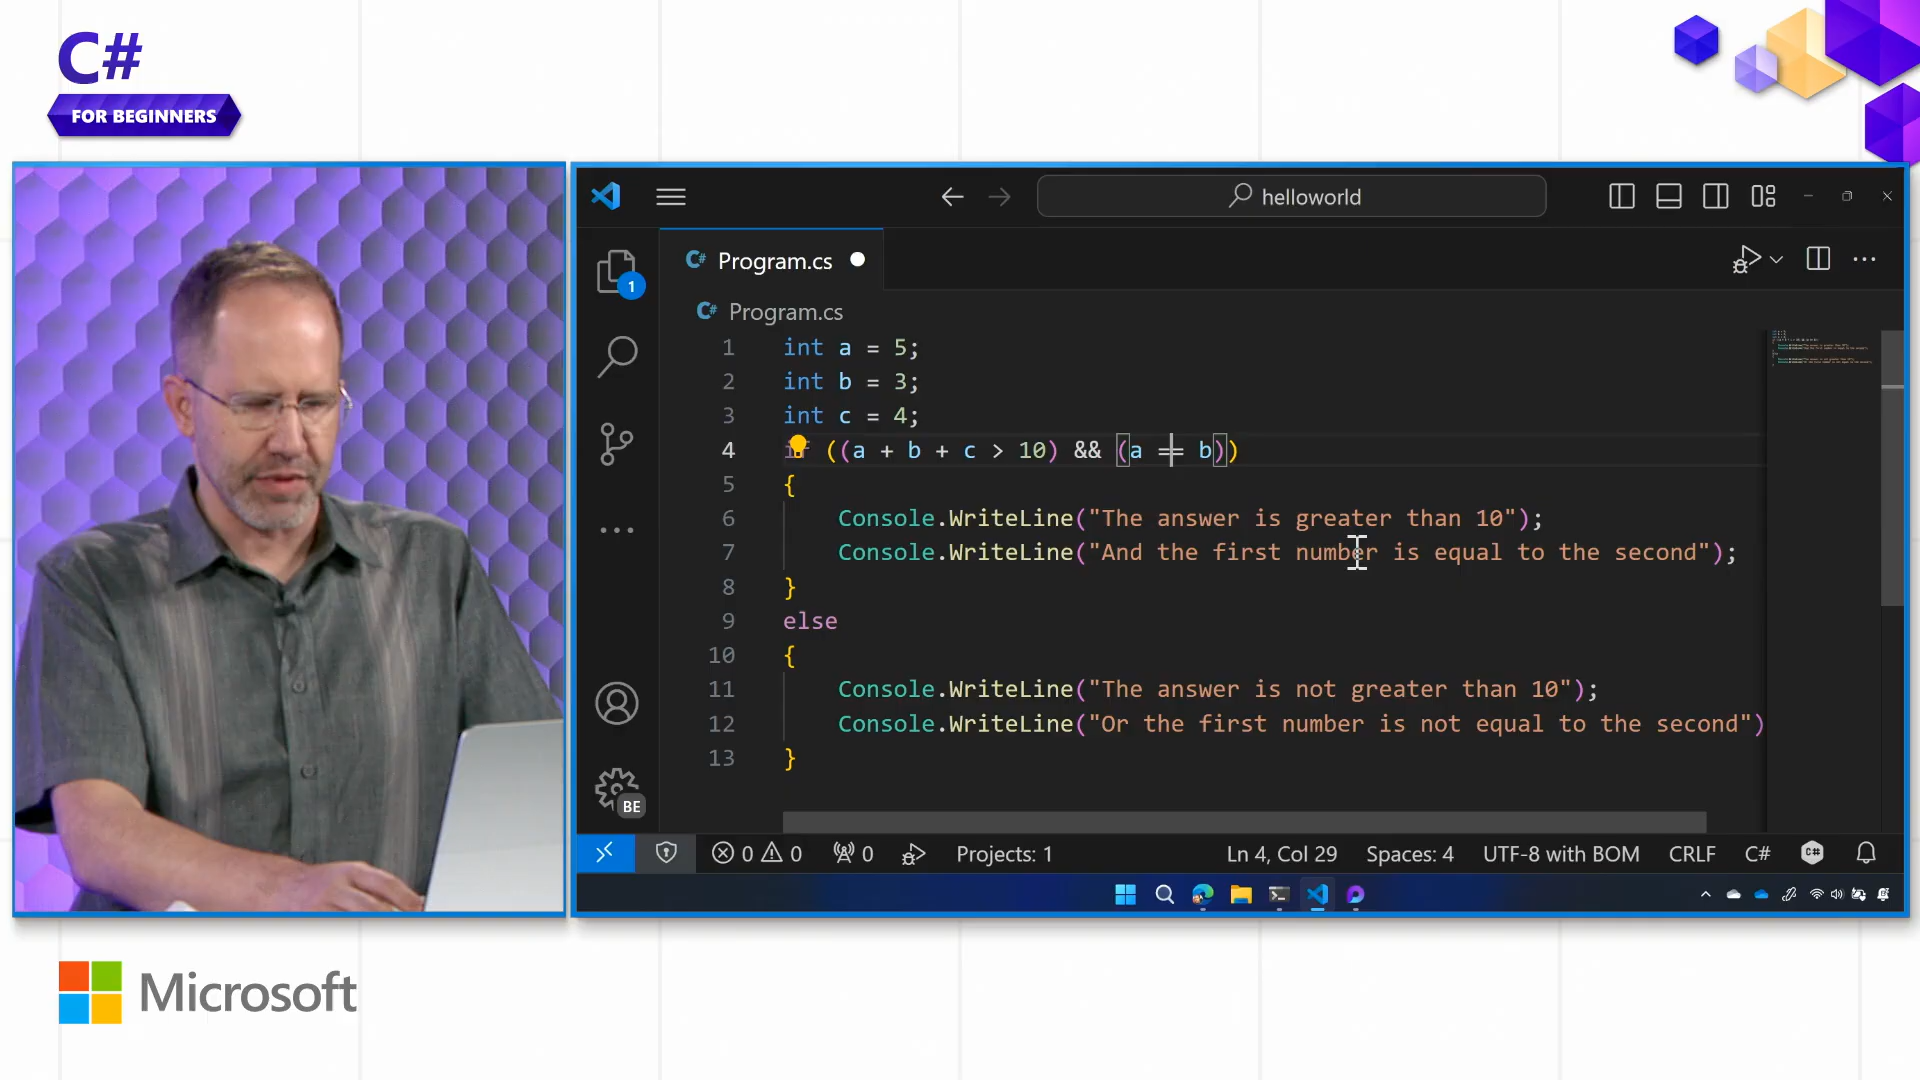 C#
FOR BEGINNERS
helloworld
1
C# Program.cs
C# Program.cs
1 int a = 5;
2 int b = 3;
3 int c = 4;
4 if ((a + b + c > 10) && (a == b))
5 {
6 Console.WriteLine("The answer is greater than 10");
7 Console.WriteLine("And the first number is equal to the second");
8 }
9 else
10 {
11 Console.WriteLine("The answer is not greater than 10");
12 Console.WriteLine("Or the first number is not equal to the second")
13 }
BE
0 0 0 Projects: 1 Ln 4, Col 29 Spaces: 4 UTF-8 with BOM CRLF C# C#
Microsoft